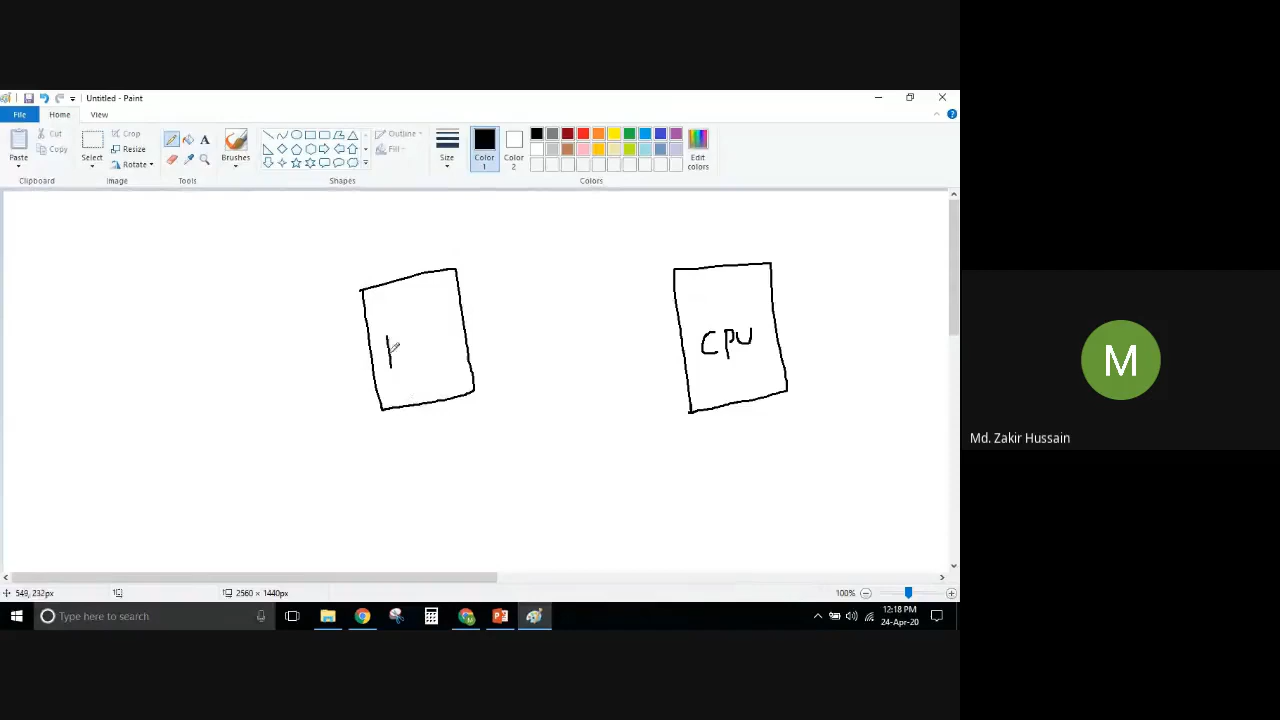 Untitled - Paint
File Home View
Paste
Cut
Copy
Clipboard
Select
Crop
Resize
Rotate
Image
Tools
Brushes
Shapes
Outline
Fill
Size
Color 1
Color 2
Edit colors
Colors
CPU
M
Md. Zakir Hussain
549, 232px
2560 × 1440px
100%
Type here to search
12:18 PM
24-Apr-20